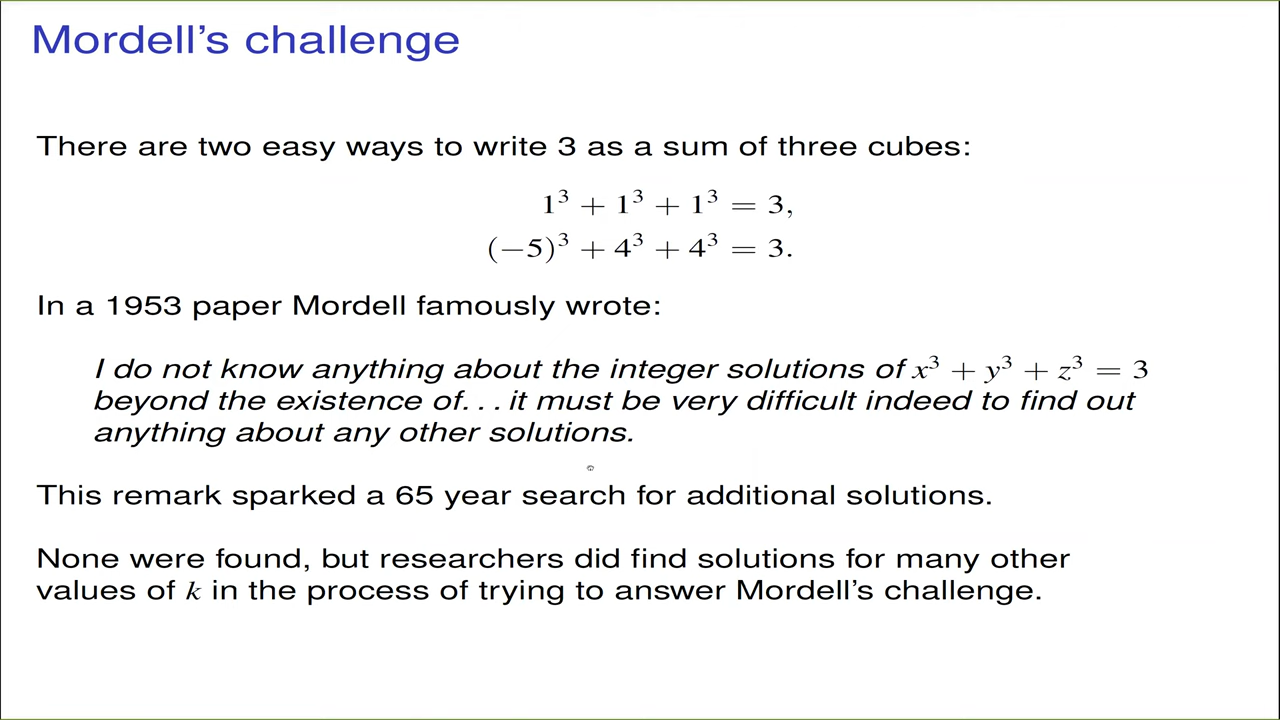 Mordell's challenge
There are two easy ways to write 3 as a sum of three cubes:
1³ + 1³ + 1³ = 3,
(−5)³ + 4³ + 4³ = 3.
In a 1953 paper Mordell famously wrote:
I do not know anything about the integer solutions of x³ + y³ + z³ = 3
beyond the existence of. . . it must be very difficult indeed to find out
anything about any other solutions.
This remark sparked a 65 year search for additional solutions.
None were found, but researchers did find solutions for many other
values of k in the process of trying to answer Mordell's challenge.